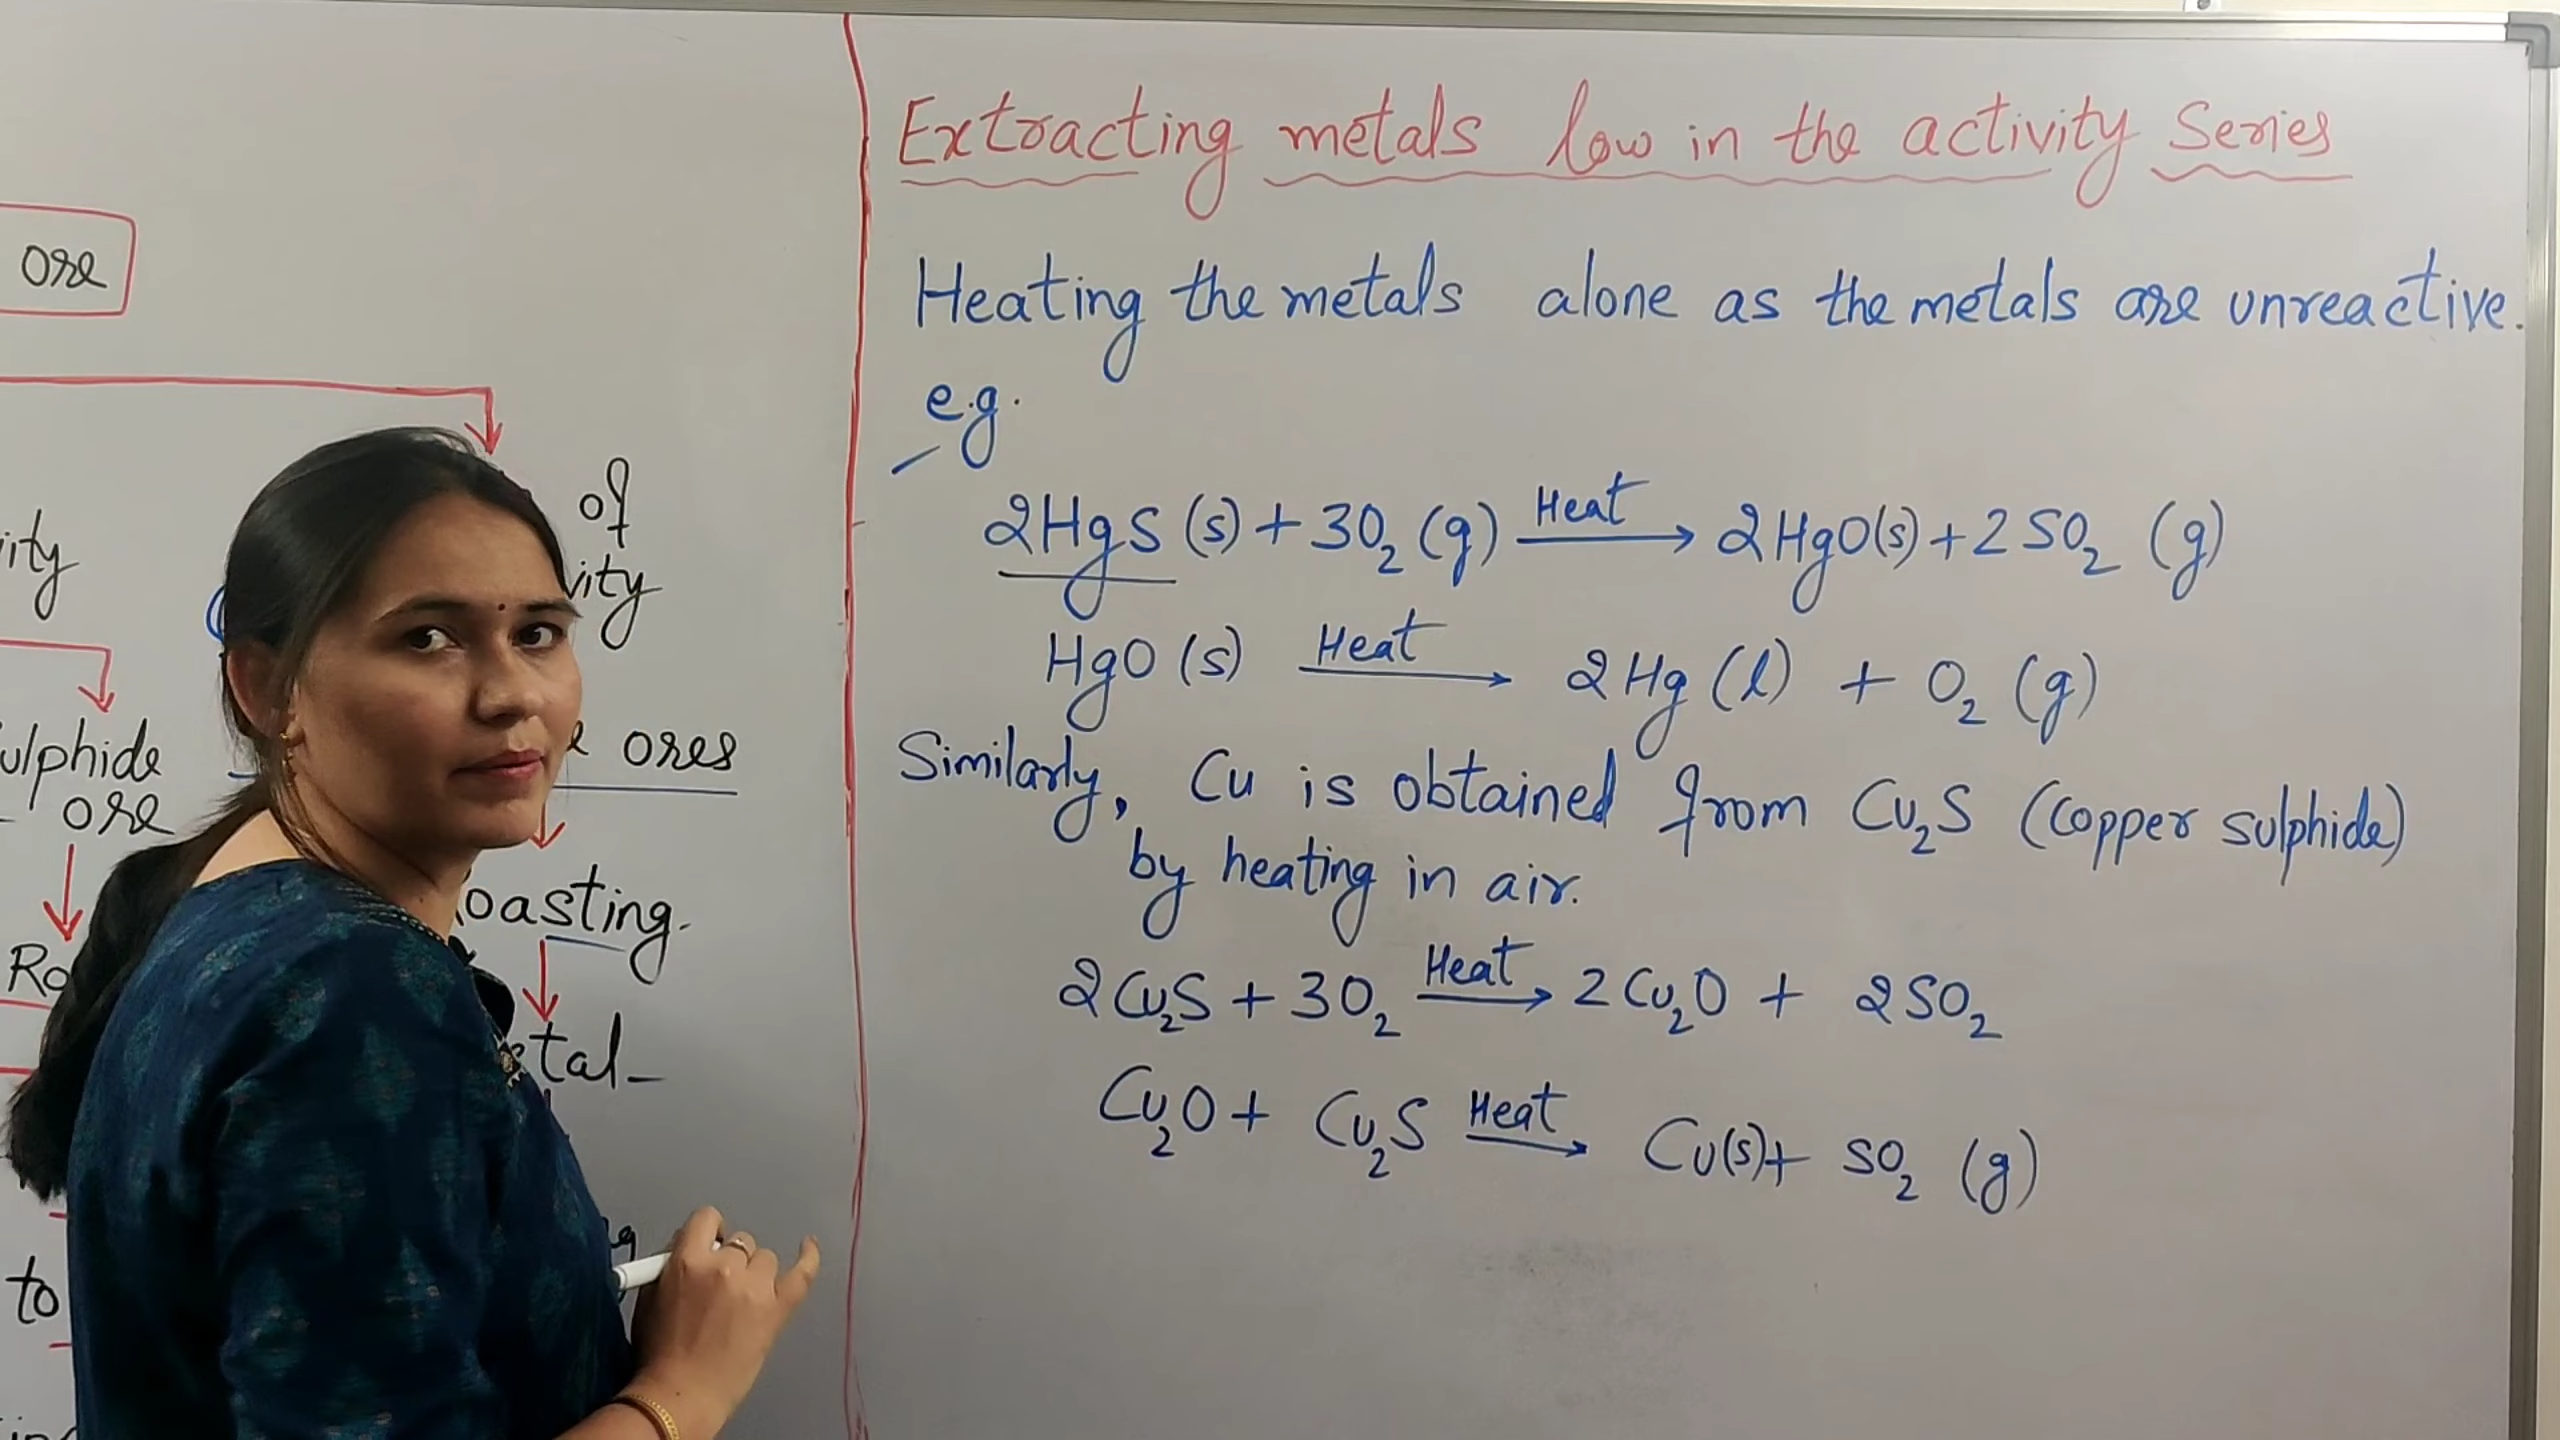 ore
of
ity
vity
ulphide
ore
ores
Ro
oasting.
tal-
to
Extracting metals low in the activity Series
Heating the metals alone as the metals are unreactive.
e.g.
2HgS (s) + 3O₂ (g) Heat → 2HgO(s) + 2SO₂ (g)
HgO (s) Heat → 2Hg (l) + O₂ (g)
Similarly, Cu is obtained from Cu₂S (Copper sulphide)
by heating in air.
2Cu₂S + 3O₂ Heat → 2Cu₂O + 2SO₂
Cu₂O + Cu₂S Heat → Cu(s) + SO₂ (g)